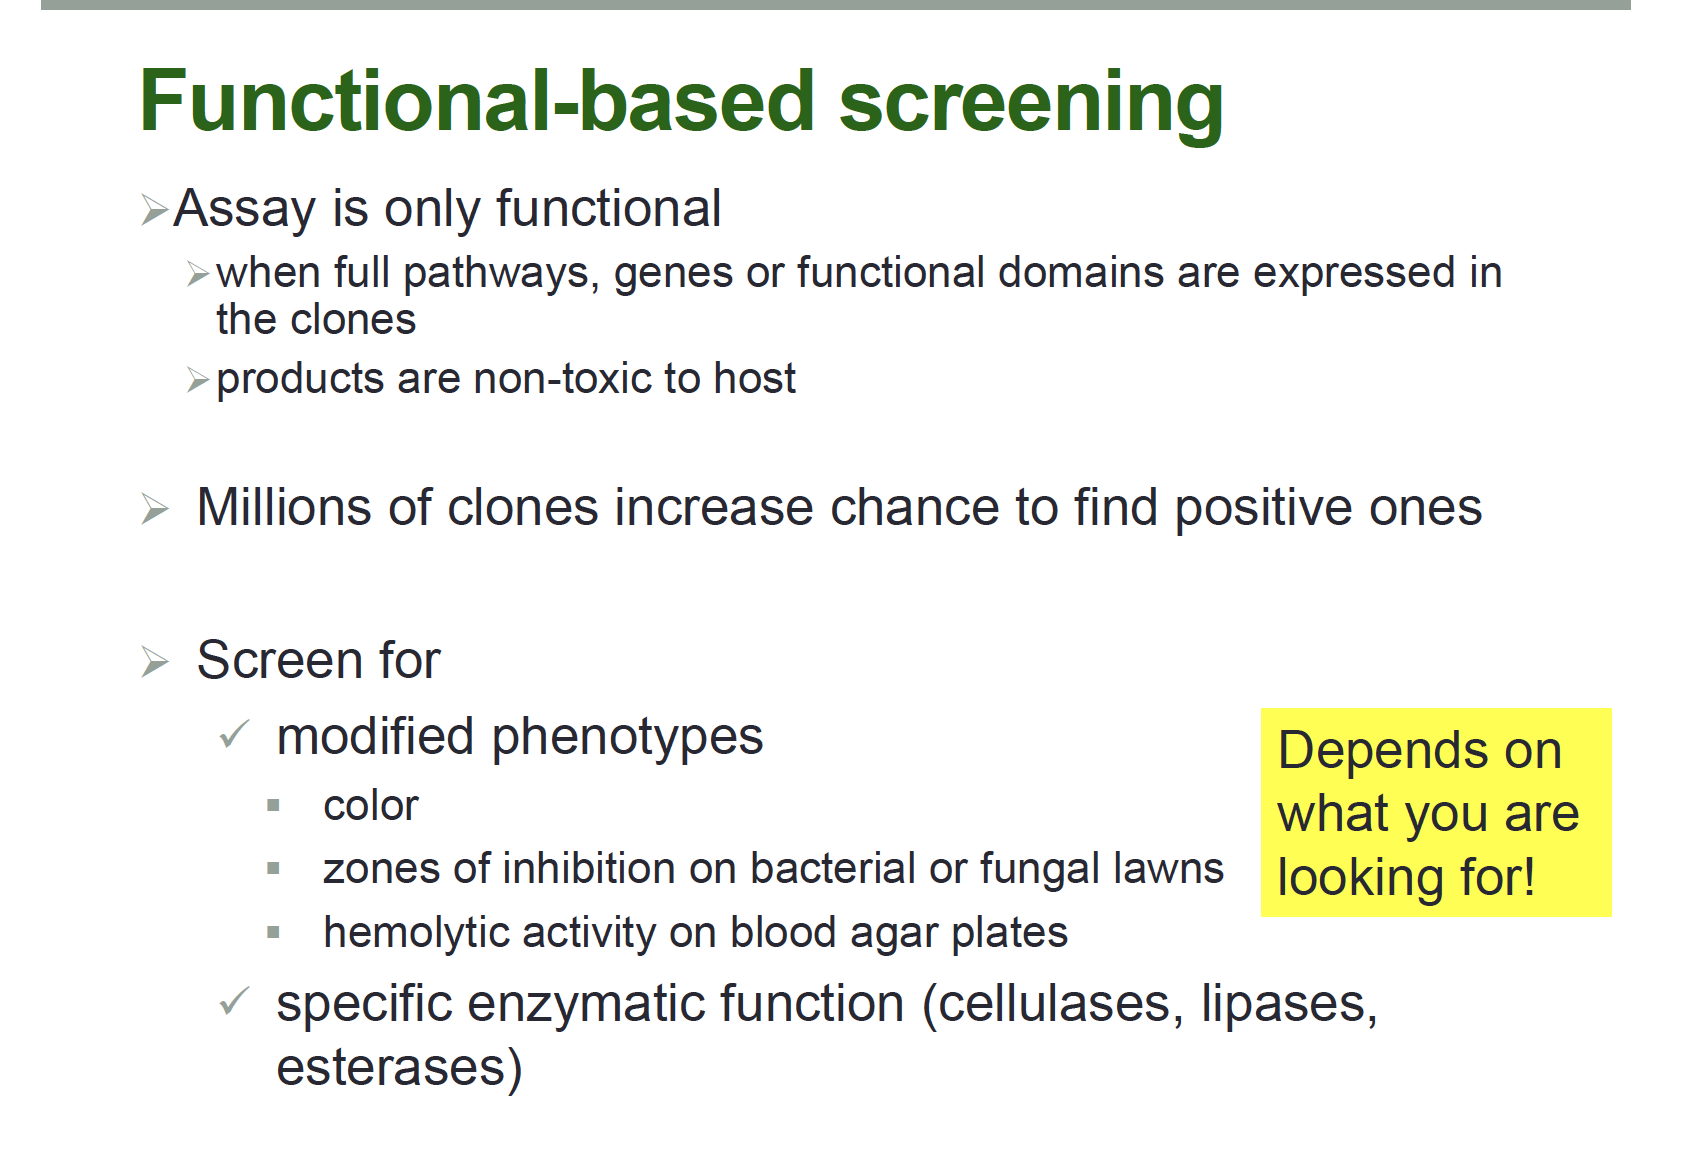 Functional-based screening
Assay is only functional
when full pathways, genes or functional domains are expressed in
the clones
products are non-toxic to host
Millions of clones increase chance to find positive ones
Screen for
modified phenotypes
color
zones of inhibition on bacterial or fungal lawns
hemolytic activity on blood agar plates
specific enzymatic function (cellulases, lipases,
esterases)
Depends on
what you are
looking for!